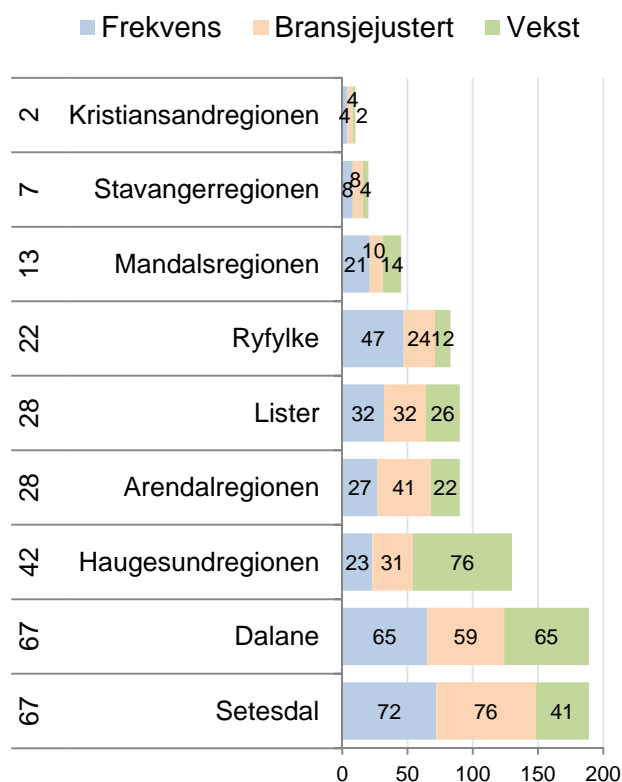 Frekvens Bransjejustert Vekst
2 Kristiansandregionen 4 4 2
7 Stavangerregionen 8 8 4
13 Mandalsregionen 21 10 14
22 Ryfylke 47 24 12
28 Lister 32 32 26
28 Arendalregionen 27 41 22
42 Haugesundregionen 23 31 76
67 Dalane 65 59 65
67 Setesdal 72 76 41
0 50 100 150 200